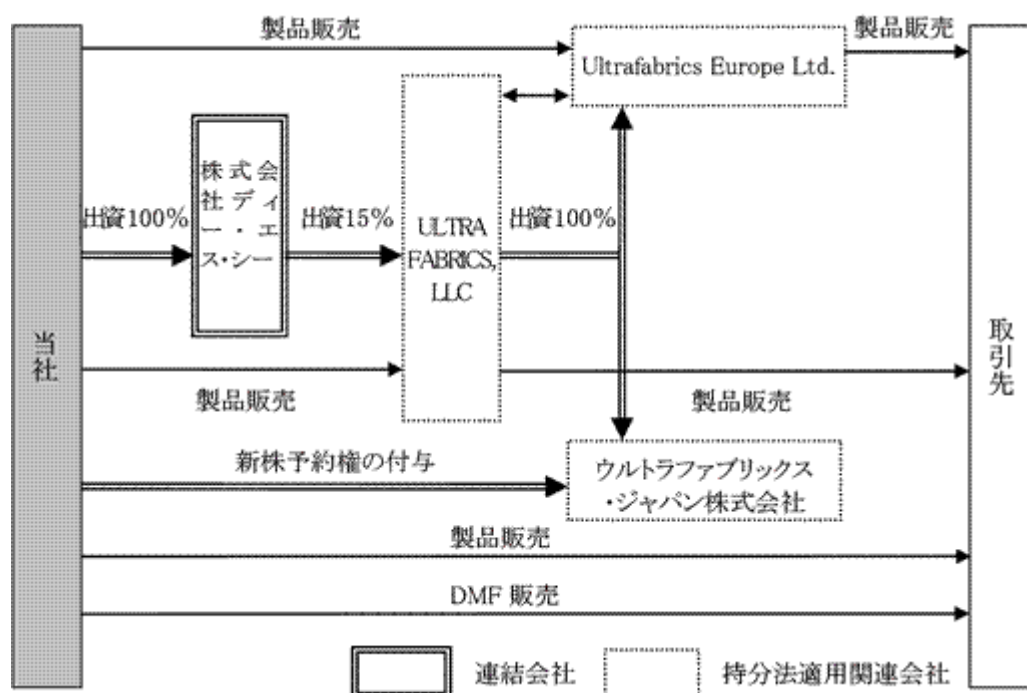 製品販売
製品販売
Ultrafabrics Europe Ltd.
株式会
社ディ
ー・エ
ス・シー
出資100%
出資15%
ULTRA
FABRICS,
LLC
出資100%
当社
取引先
製品販売
製品販売
新株予約権の付与
ウルトラファブリックス
・ジャパン株式会社
製品販売
DMF 販売
連結会社
持分法適用関連会社